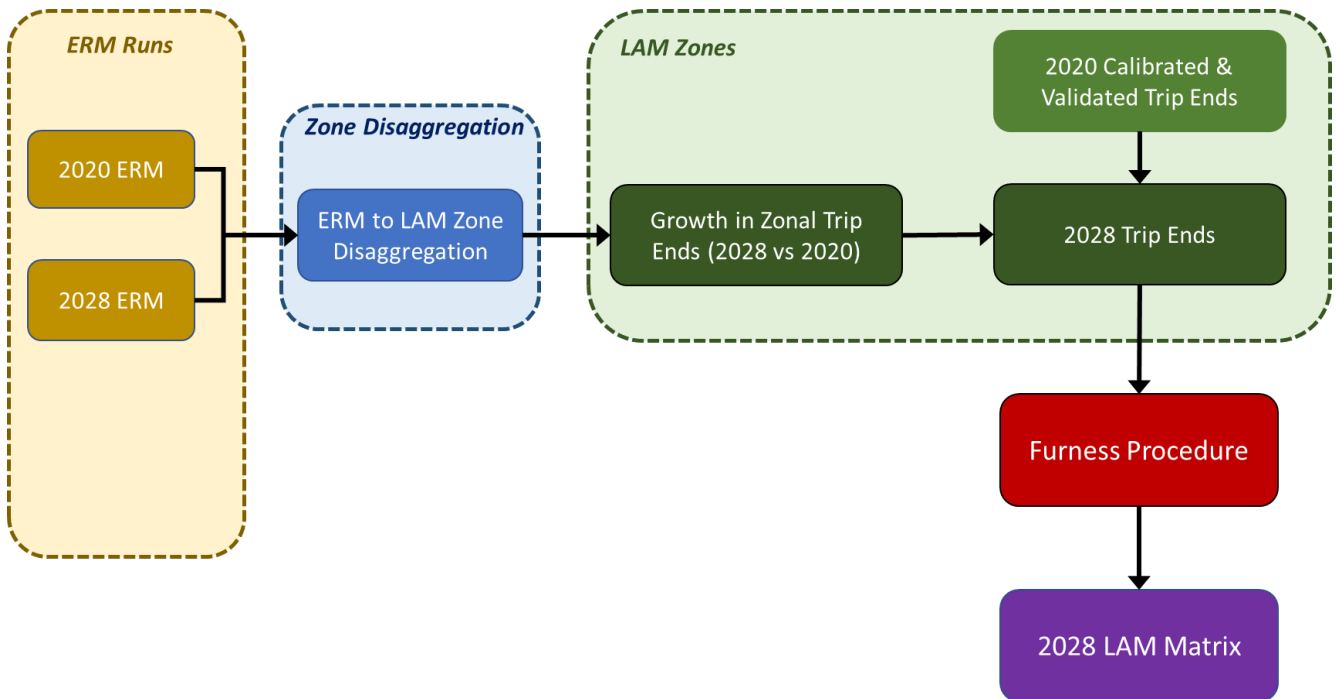 ERM Runs
2020 ERM
2028 ERM
Zone Disaggregation
ERM to LAM Zone
Disaggregation
LAM Zones
2020 Calibrated &
Validated Trip Ends
Growth in Zonal Trip
Ends (2028 vs 2020)
2028 Trip Ends
Furness Procedure
2028 LAM Matrix